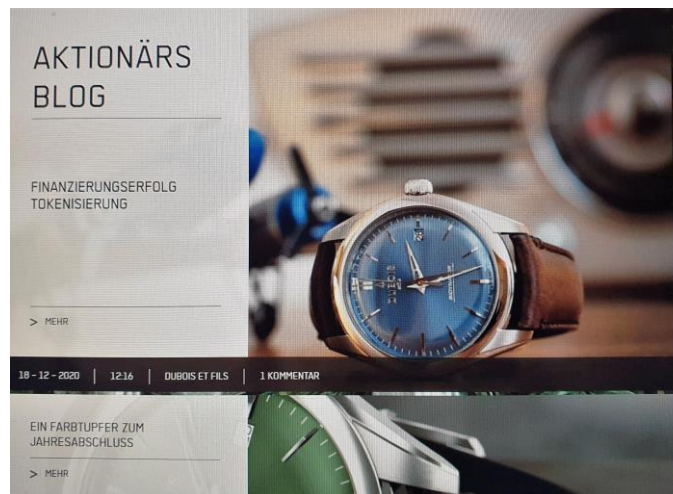 AKTIONÄRS
BLOG
FINANZIERUNGSERFOLG
TOKENISIERUNG
> MEHR
18 - 12 - 2020 | 12:16 | DUBOIS ET FILS | 1 KOMMENTAR
DUBOIS
EIN FARBTUPFER ZUM
JAHRESABSCHLUSS
> MEHR